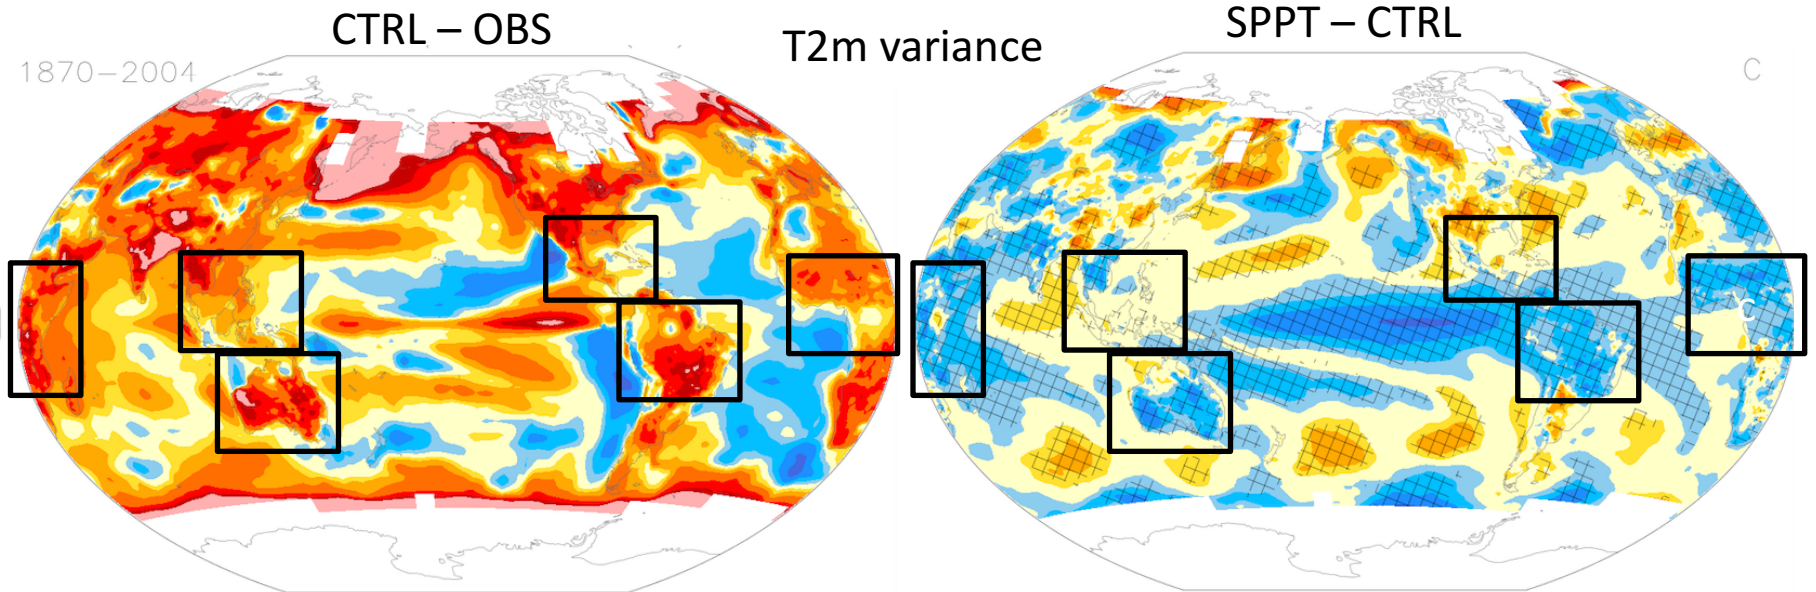 CTRL – OBS
T2m variance
SPPT – CTRL
1870–2004
C
C